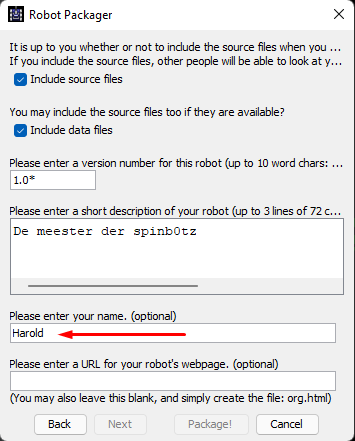 Robot Packager
It is up to you whether or not to include the source files when you ...
If you include the source files, other people will be able to look at y...
Include source files
You may include the source files too if they are available?
Include data files
Please enter a version number for this robot (up to 10 word chars: ...
1.0*
Please enter a short description of your robot (up to 3 lines of 72 c...
De meester der spinb0tz
Please enter your name. (optional)
Harold
Please enter a URL for your robot's webpage. (optional)
(You may also leave this blank, and simply create the file: org.html)
Back Next Package! Cancel